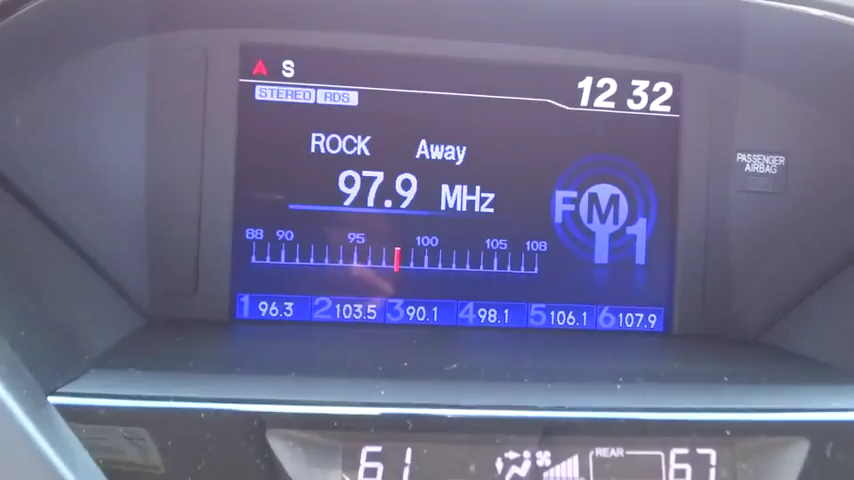 S
12 32
STEREO RDS
ROCK Away
97.9 MHz
FM1
88 90 95 100 105 108
1 96.3 2 103.5 3 90.1 4 98.1 5 106.1 6 107.9
PASSENGER
AIRBAG
61 REAR 67